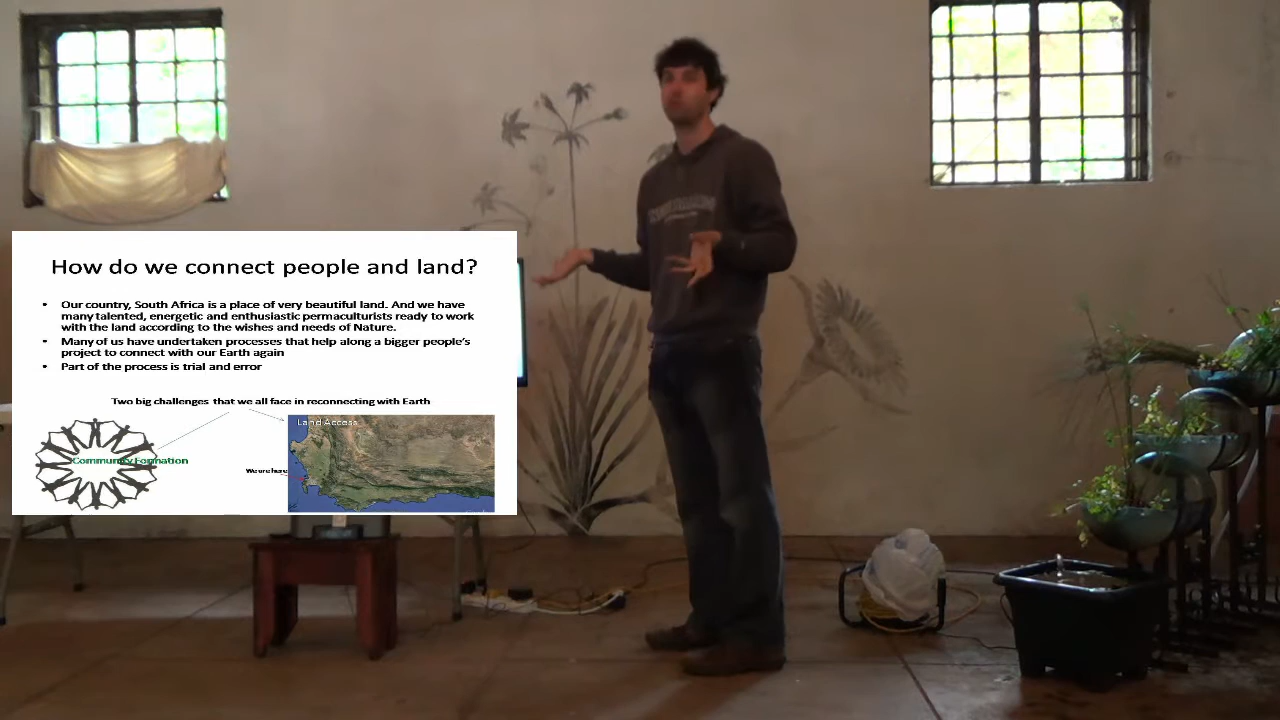 How do we connect people and land?
• Our country, South Africa is a place of very beautiful land. And we have
many talented, energetic and enthusiastic permaculturists ready to work
with the land according to the wishes and needs of Nature.
• Many of us have undertaken processes that help along a bigger people's
project to connect with our Earth again
• Part of the process is trial and error
Two big challenges that we all face in reconnecting with Earth
Land Access
Community Formation
We are here